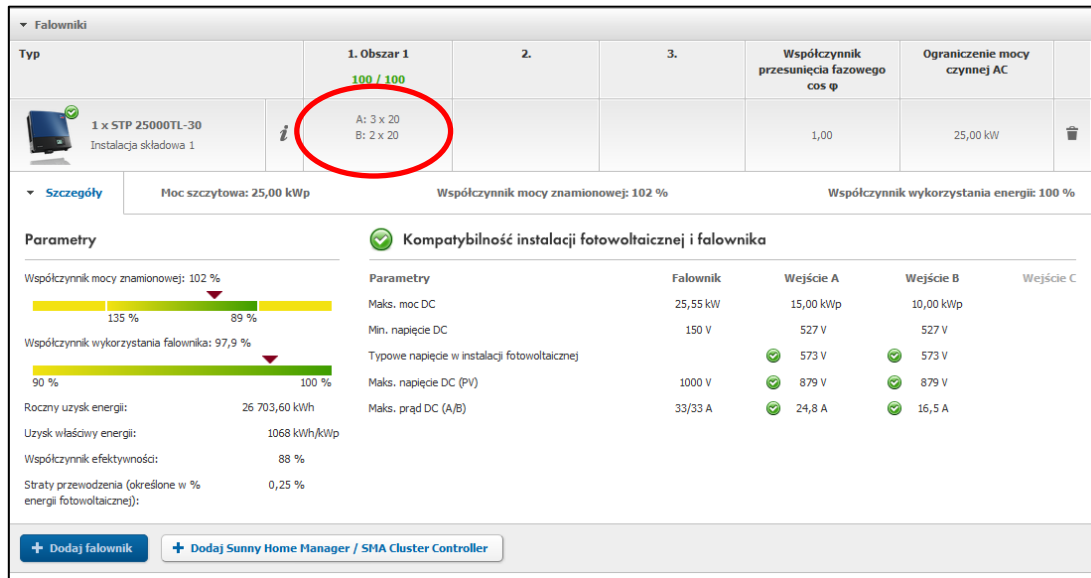 Falowniki
Typ
1. Obszar 1
100 / 100
2.
3.
Współczynnik
przesunięcia fazowego
cos φ
Ograniczenie mocy
czynnej AC
1 x STP 25000TL-30
Instalacja składowa 1
i
A: 3 x 20
B: 2 x 20
1,00
25,00 kW
Szczegóły
Moc szczytowa: 25,00 kWp
Współczynnik mocy znamionowej: 102 %
Współczynnik wykorzystania energii: 100 %
Parametry
Współczynnik mocy znamionowej: 102 %
135 % 89 %
Współczynnik wykorzystania falownika: 97,9 %
90 % 100 %
Roczny uzysk energii: 26 703,60 kWh
Uzysk właściwy energii: 1068 kWh/kWp
Współczynnik efektywności: 88 %
Straty przewodzenia (określone w % 0,25 %
energii fotowoltaicznej):
Kompatybilność instalacji fotowoltaicznej i falownika
Parametry Falownik Wejście A Wejście B Wejście C
Maks. moc DC 25,55 kW 15,00 kWp 10,00 kWp
Min. napięcie DC 150 V 527 V 527 V
Typowe napięcie w instalacji fotowoltaicznej 573 V 573 V
Maks. napięcie DC (PV) 1000 V 879 V 879 V
Maks. prąd DC (A/B) 33/33 A 24,8 A 16,5 A
+ Dodaj falownik
+ Dodaj Sunny Home Manager / SMA Cluster Controller